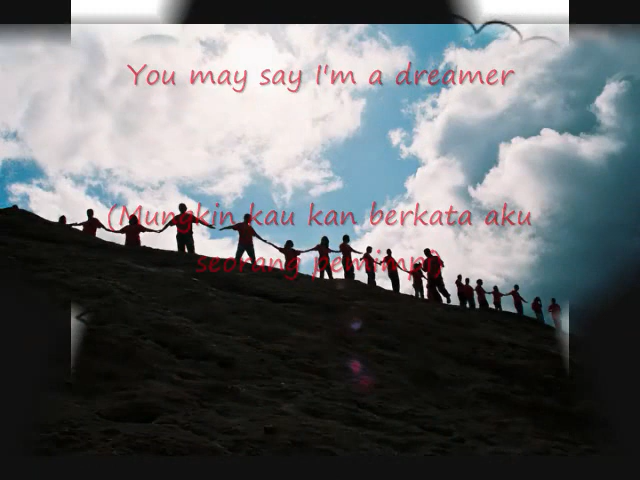 You may say I'm a dreamer
(Mungkin kau kan berkata aku
seorang pemimpi)